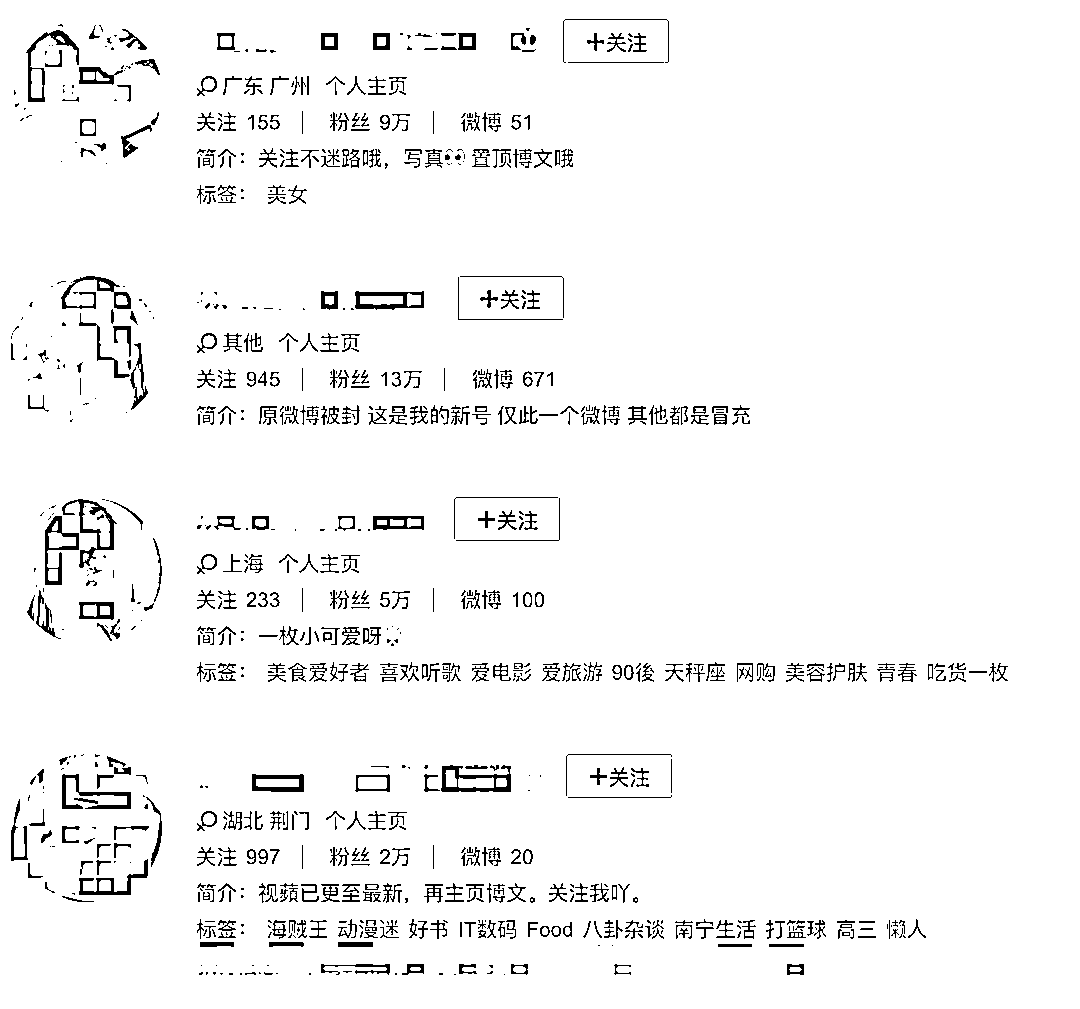 +关注
广东 广州 个人主页
关注 155 | 粉丝 9万 | 微博 51
简介：关注不迷路哦，写真👀 置顶博文哦
标签： 美女
+关注
其他 个人主页
关注 945 | 粉丝 13万 | 微博 671
简介：原微博被封 这是我的新号 仅此一个微博 其他都是冒充
+关注
上海 个人主页
关注 233 | 粉丝 5万 | 微博 100
简介：一枚小可爱呀
标签： 美食爱好者 喜欢听歌 爱电影 爱旅游 90後 天秤座 网购 美容护肤 青春 吃货一枚
+关注
湖北 荆门 个人主页
关注 997 | 粉丝 2万 | 微博 20
简介：视蘋已更至最新，再主页博文。关注我吖。
标签： 海贼王 动漫迷 好书 IT数码 Food 八卦杂谈 南宁生活 打篮球 高三 懒人